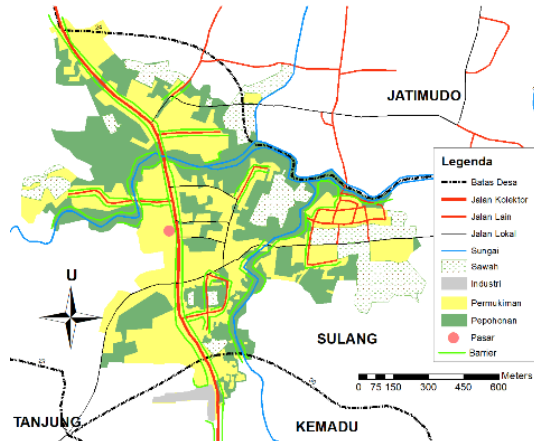 JATIMUDO
Legenda
Batas Desa
Jalan Kolektor
Jalan Lain
Jalan Lokal
Sungai
Sawah
Industri
Permukiman
Pepohonan
Pasar
Barrier
U
SULANG
Meters
0 75 150 300 450 600
TANJUNG
KEMADU